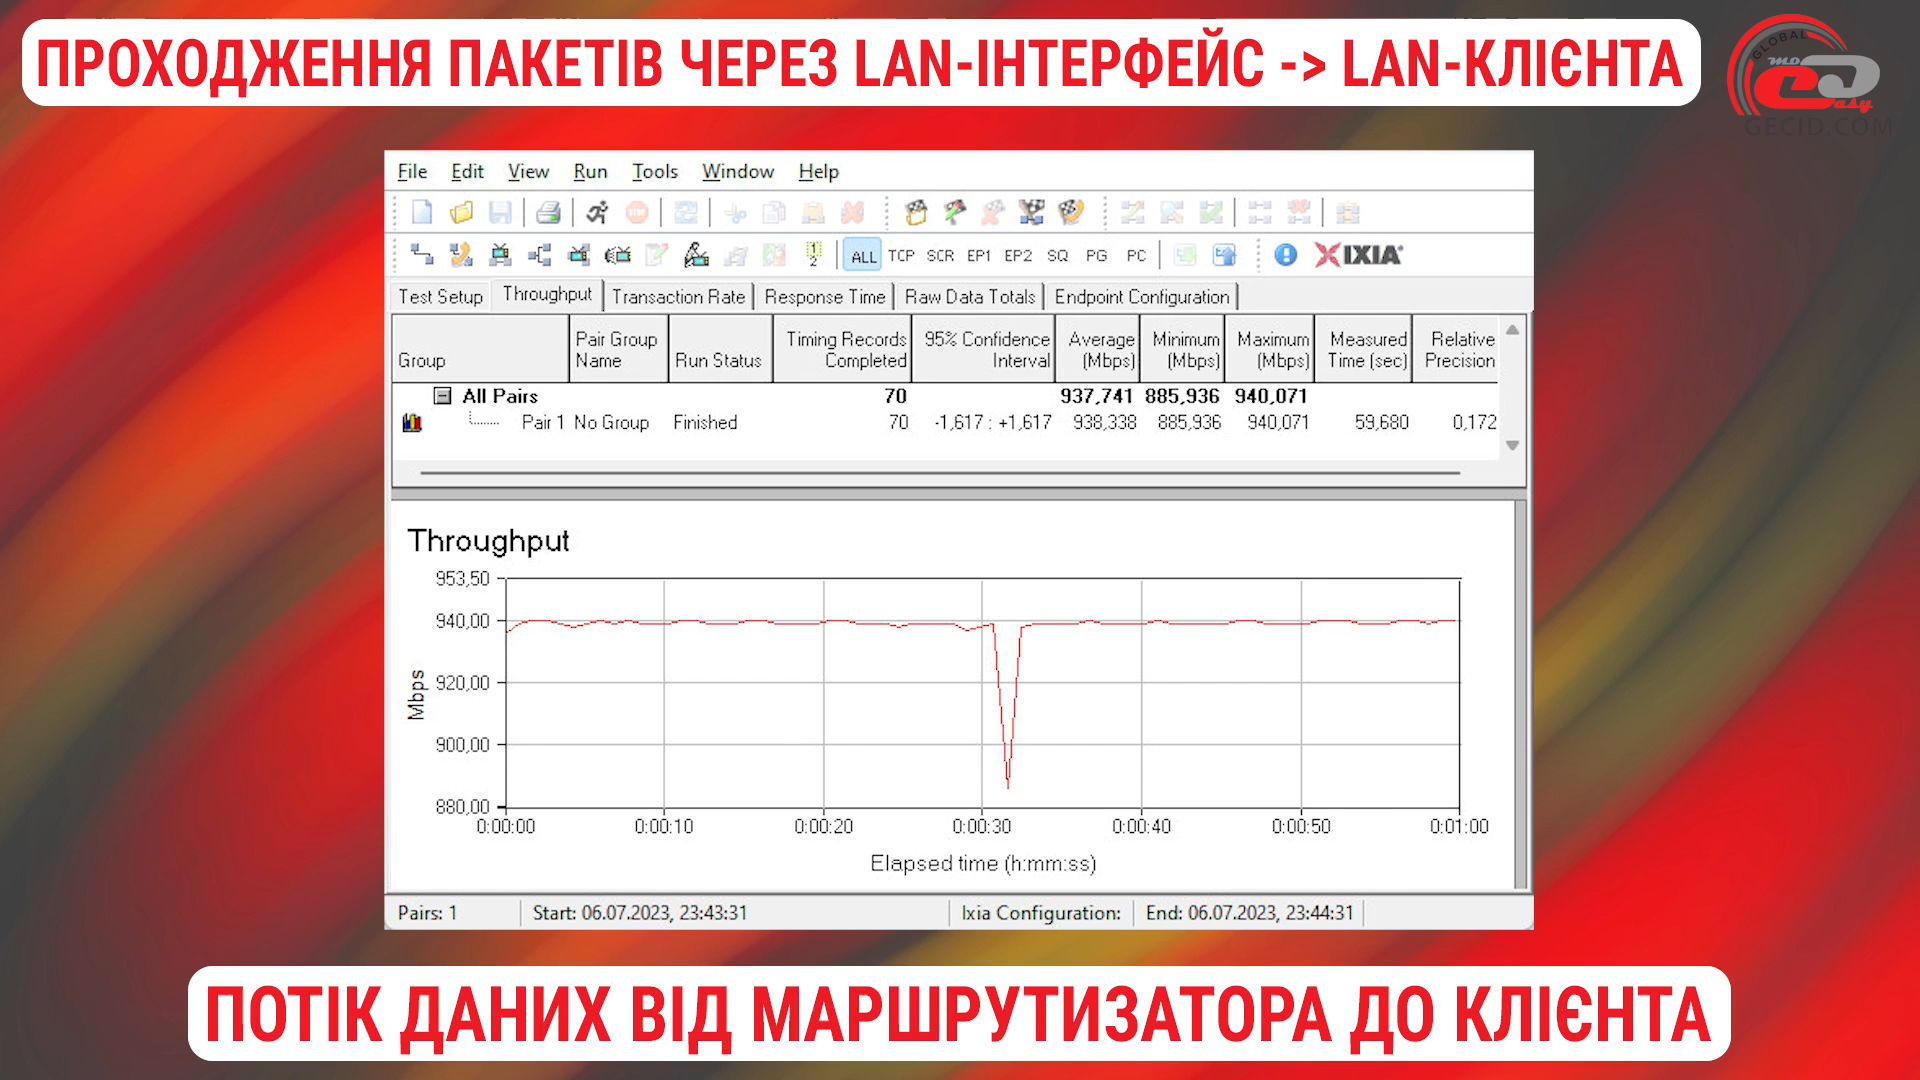 ПРОХОДЖЕННЯ ПАКЕТІВ ЧЕРЕЗ LAN-ІНТЕРФЕЙС -> LAN-КЛІЄНТА
GLOBAL
MD
Easy
GECID.COM
File Edit View Run Tools Window Help
STOP
1
2
ALL TCP SCR EP1 EP2 SQ PG PC
IXIA
Test Setup Throughput Transaction Rate Response Time Raw Data Totals Endpoint Configuration
Group Pair Group Name Run Status Timing Records Completed 95% Confidence Interval Average (Mbps) Minimum (Mbps) Maximum (Mbps) Measured Time (sec) Relative Precision
All Pairs 70 937,741 885,936 940,071
Pair 1 No Group Finished 70 -1,617 : +1,617 938,338 885,936 940,071 59,680 0,172
Throughput
953,50
940,00
920,00
900,00
880,00
Mbps
0:00:00 0:00:10 0:00:20 0:00:30 0:00:40 0:00:50 0:01:00
Elapsed time (h:mm:ss)
Pairs: 1 Start: 06.07.2023, 23:43:31 Ixia Configuration: End: 06.07.2023, 23:44:31
ПОТІК ДАНИХ ВІД МАРШРУТИЗАТОРА ДО КЛІЄНТА